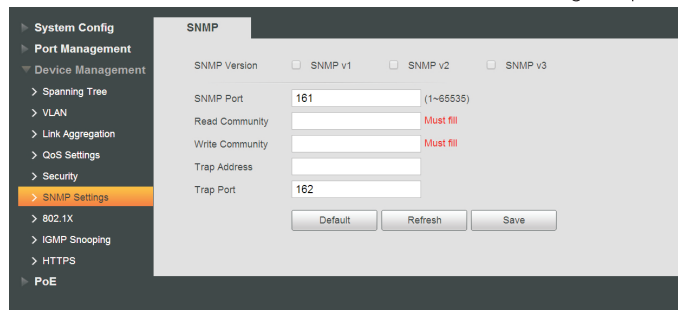 System Config
Port Management
Device Management
> Spanning Tree
> VLAN
> Link Aggregation
> QoS Settings
> Security
> SNMP Settings
> 802.1X
> IGMP Snooping
> HTTPS
PoE
SNMP
SNMP Version SNMP v1 SNMP v2 SNMP v3
SNMP Port 161 (1~65535)
Read Community Must fill
Write Community Must fill
Trap Address
Trap Port 162
Default Refresh Save